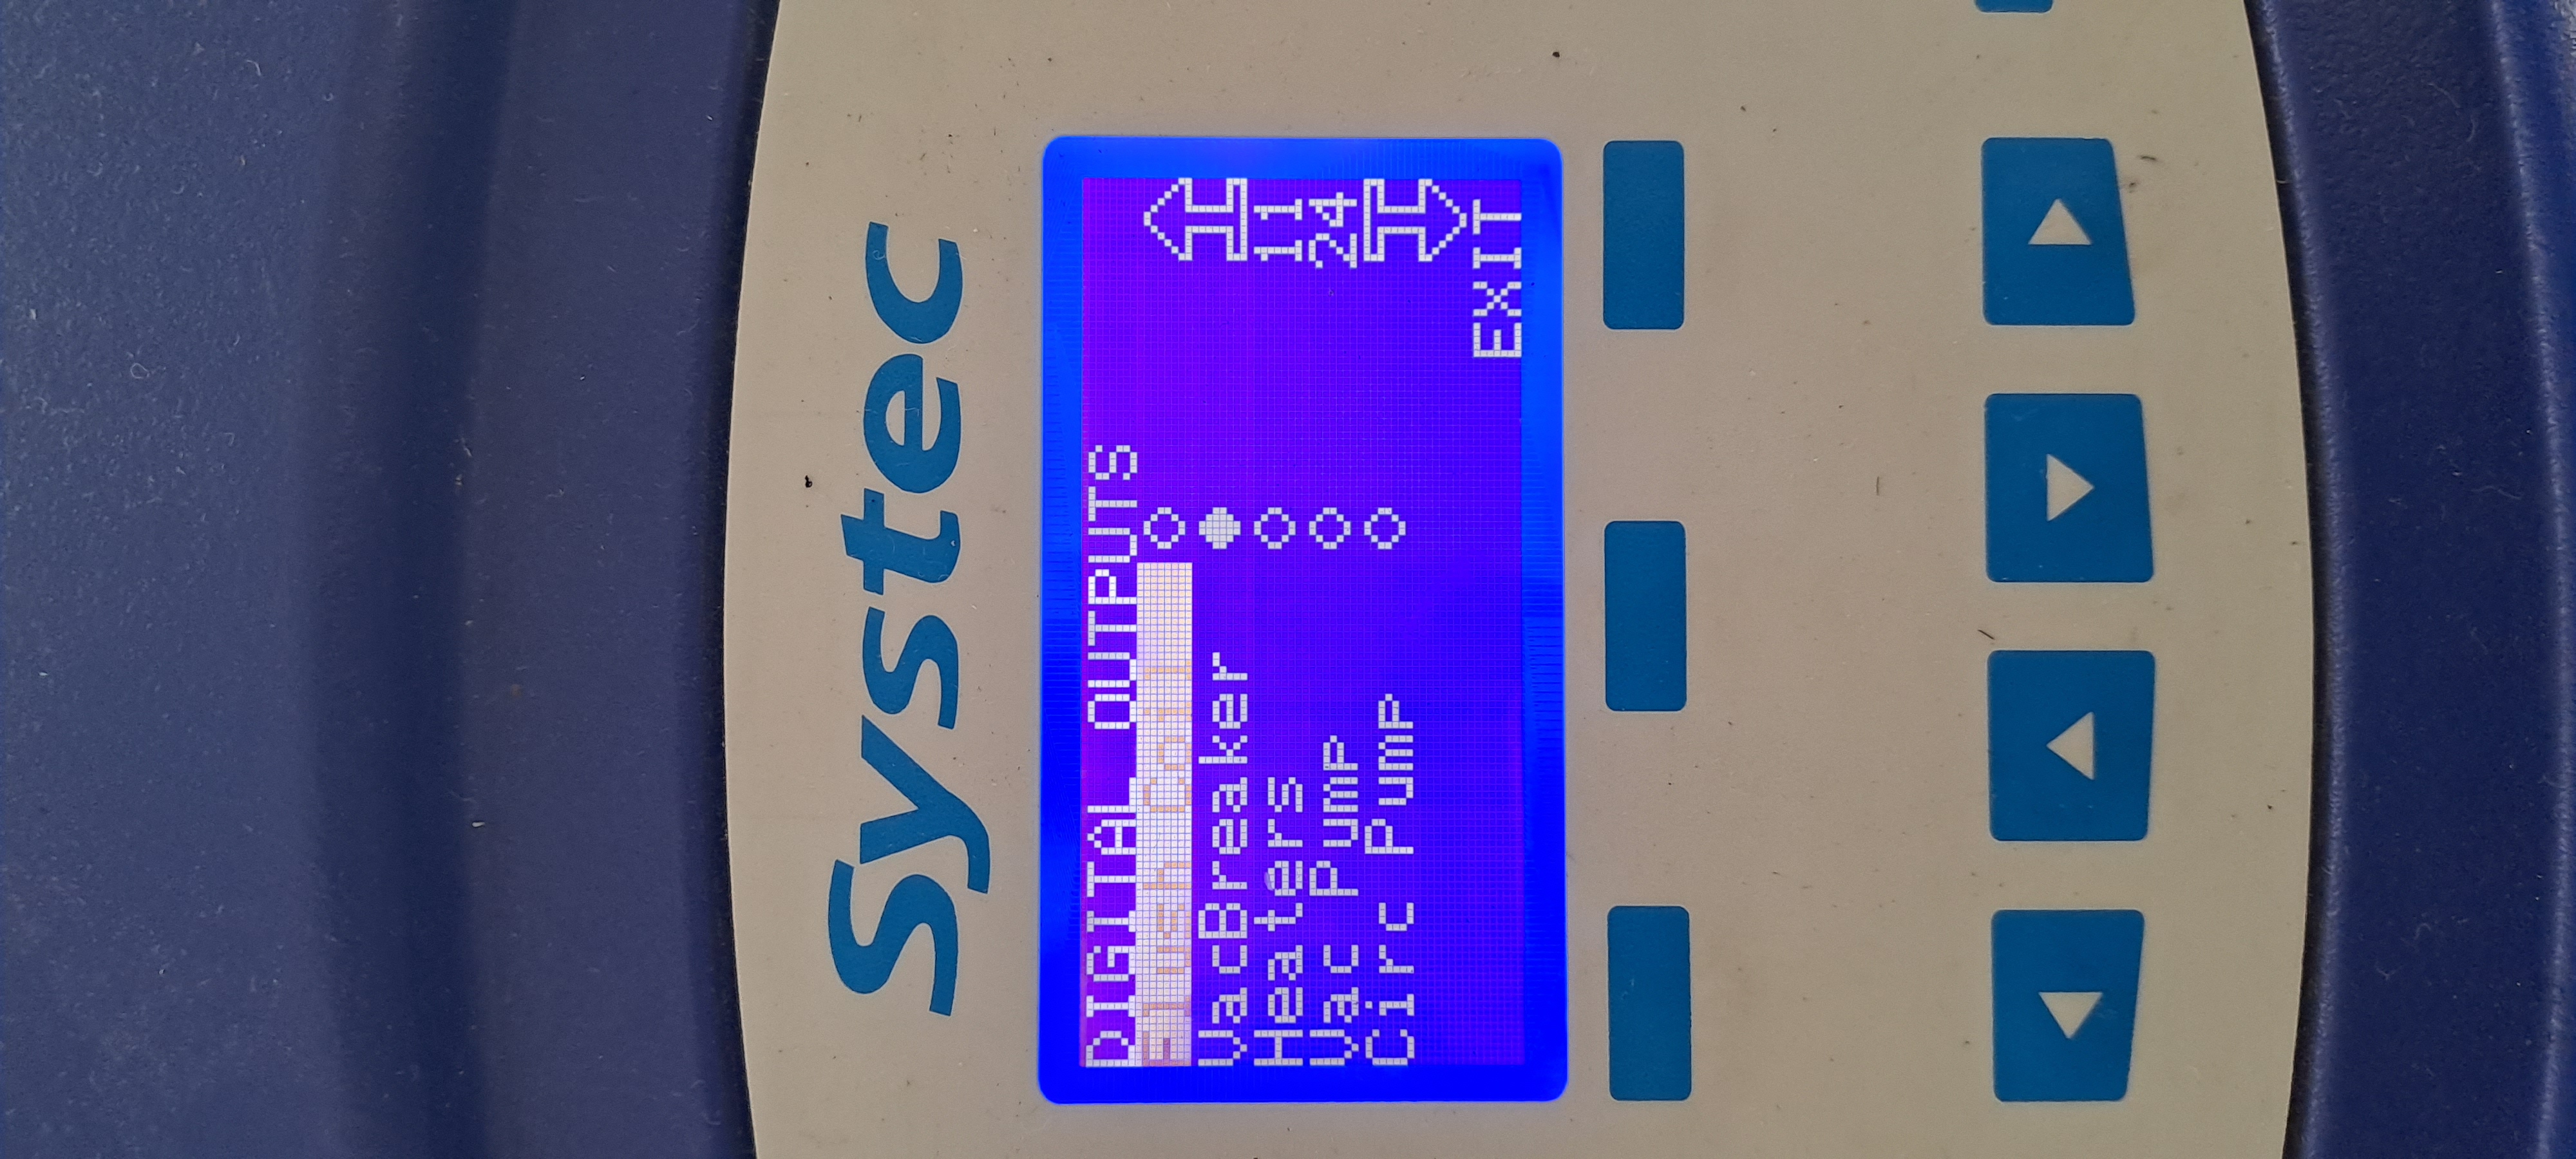 Systec
DIGITAL OUTPUTS
Flush Coil
VacBreaker
Heaters
Vac Pump
Circ Pump
11
24
EXIT